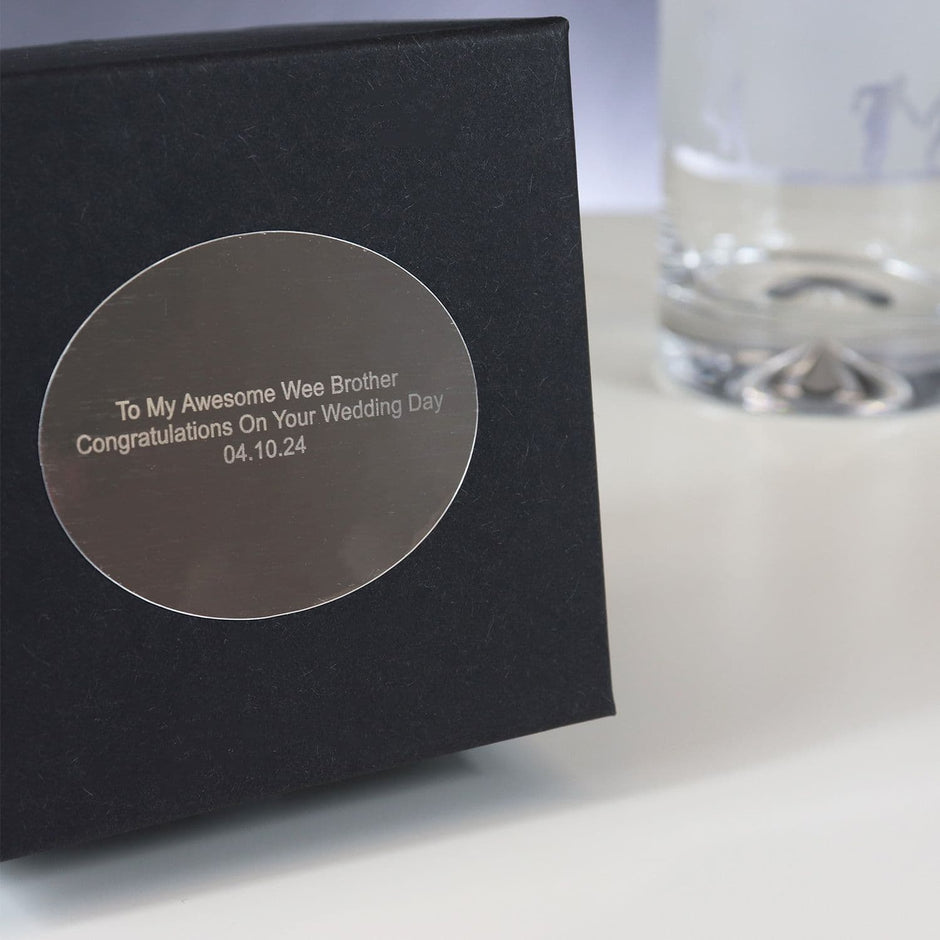 To My Awesome Wee Brother
Congratulations On Your Wedding Day
04.10.24